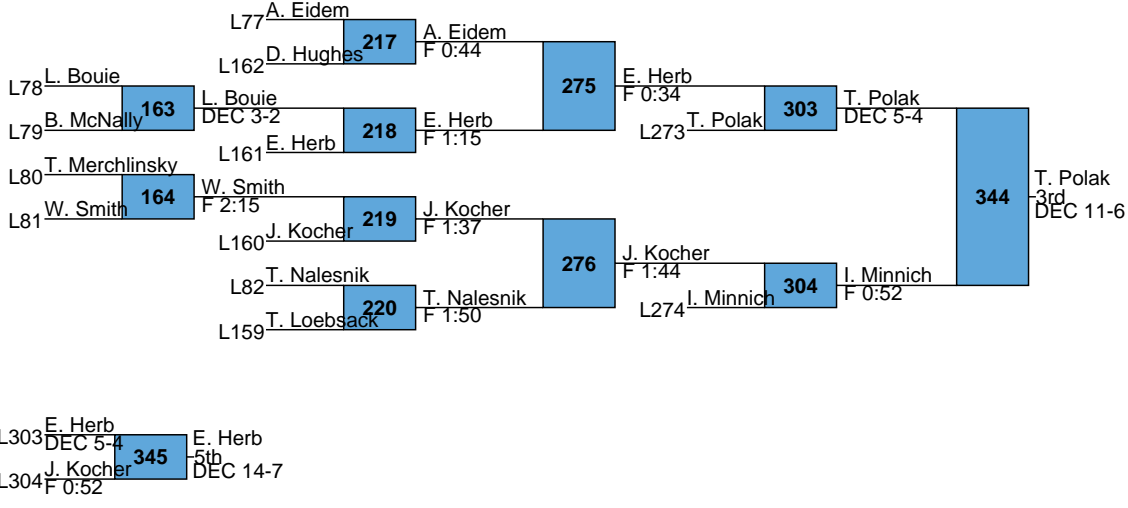 L77 A. Eidem
L162 D. Hughes
217
A. Eidem
F 0:44
L78 L. Bouie
L79 B. McNally
163
L. Bouie
DEC 3-2
L161 E. Herb
218
E. Herb
F 1:15
275
E. Herb
F 0:34
L273 T. Polak
303
T. Polak
DEC 5-4
L80 T. Merchlinsky
L81 W. Smith
164
W. Smith
F 2:15
L160 J. Kocher
219
J. Kocher
F 1:37
L82 T. Nalesnik
L159 T. Loebsack
220
T. Nalesnik
F 1:50
276
J. Kocher
F 1:44
L274 I. Minnich
304
I. Minnich
F 0:52
344
T. Polak
3rd
DEC 11-6
L303 E. Herb
DEC 5-4
L304 J. Kocher
F 0:52
345
E. Herb
5th
DEC 14-7